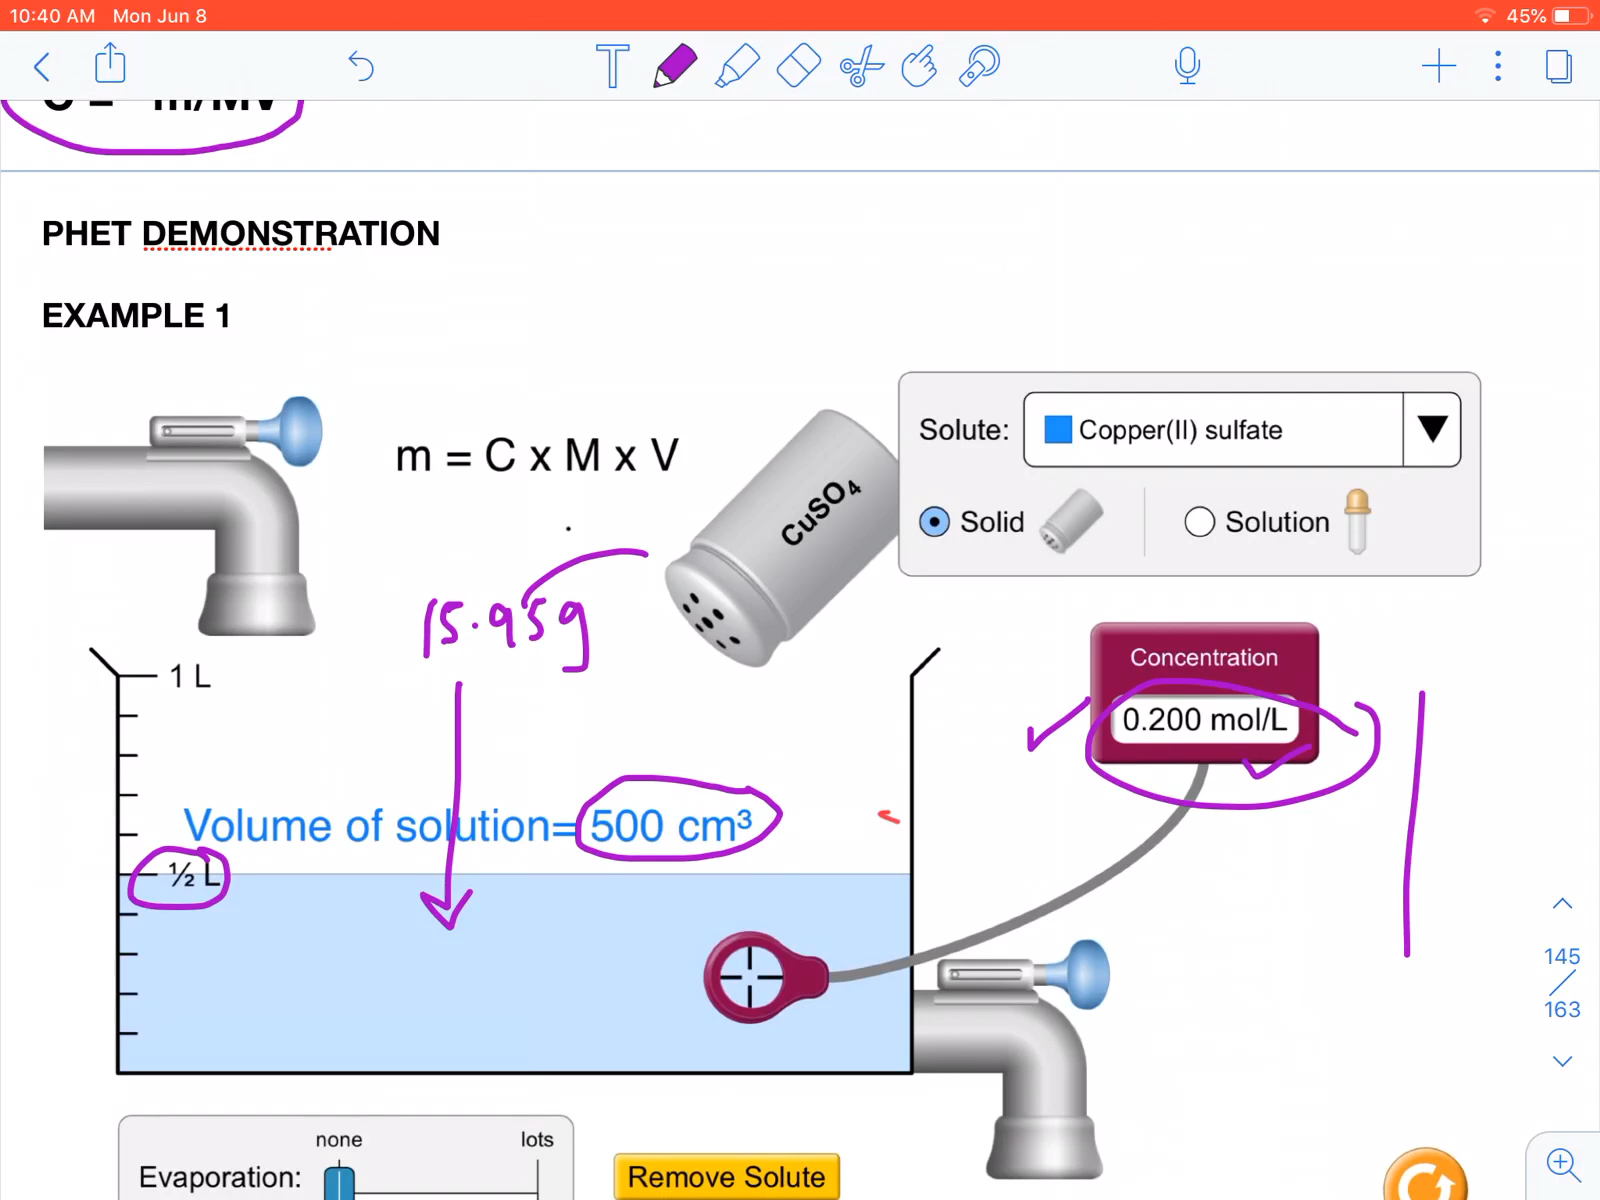 10:40 AM Mon Jun 8
45%
C = m/MV
PHET DEMONSTRATION
EXAMPLE 1
m = C x M x V
CuSO₄
Solute: Copper(II) sulfate
Solid Solution
15.95g
1 L
Concentration
0.200 mol/L
Volume of solution= 500 cm³
½ L
145
163
none lots
Evaporation:
Remove Solute